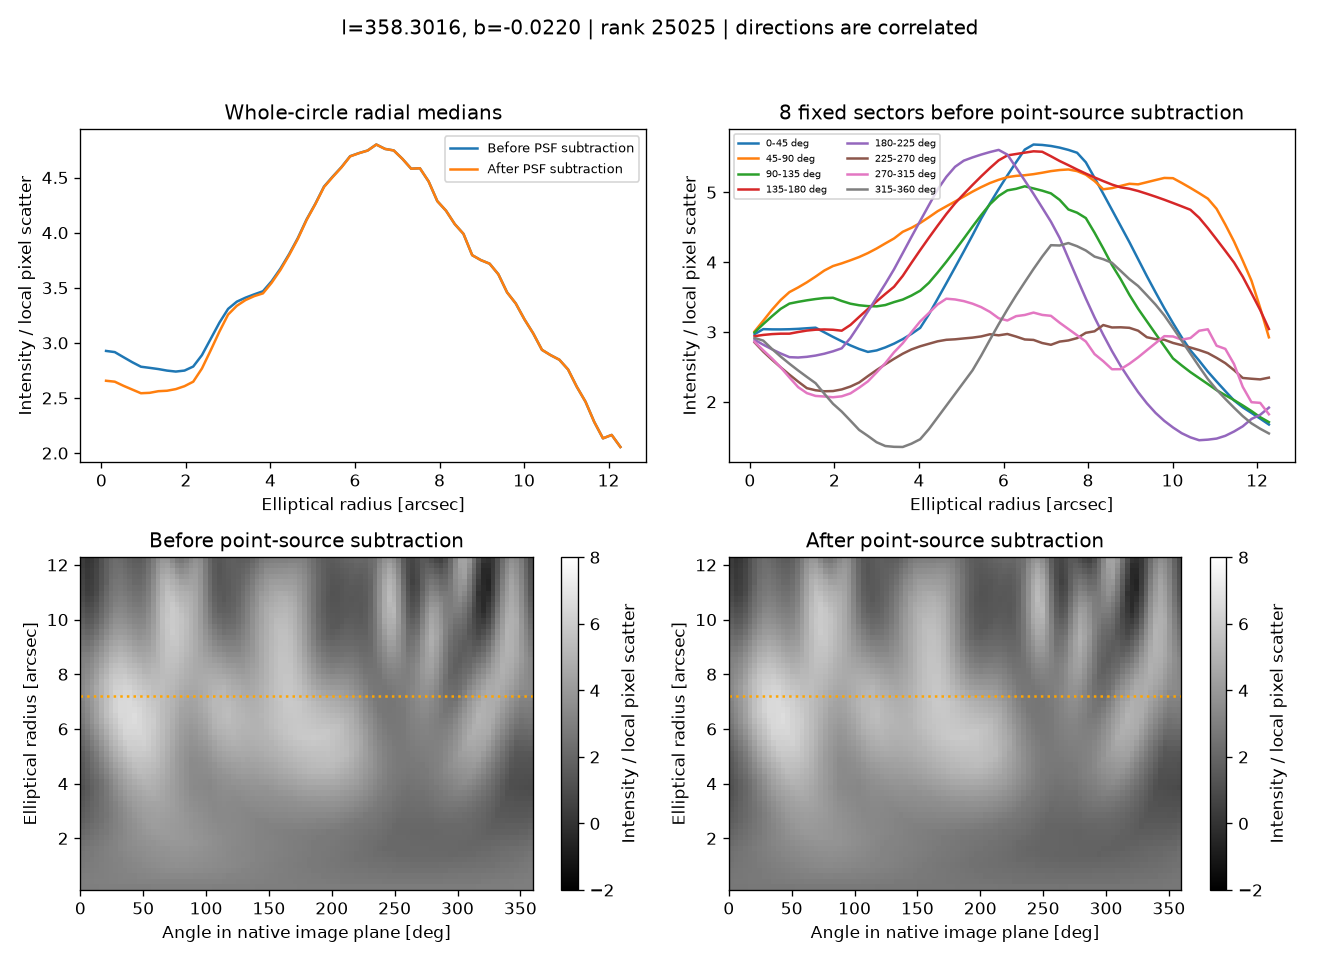 l=358.3016, b=-0.0220 | rank 25025 | directions are correlated
Whole-circle radial medians
Intensity / local pixel scatter
4.5
4.0
3.5
3.0
2.5
2.0
Before PSF subtraction
After PSF subtraction
0 2 4 6 8 10 12
Elliptical radius [arcsec]
8 fixed sectors before point-source subtraction
Intensity / local pixel scatter
5
4
3
2
0-45 deg
45-90 deg
90-135 deg
135-180 deg
180-225 deg
225-270 deg
270-315 deg
315-360 deg
0 2 4 6 8 10 12
Elliptical radius [arcsec]
Before point-source subtraction
Elliptical radius [arcsec]
12
10
8
6
4
2
0 50 100 150 200 250 300 350
Angle in native image plane [deg]
8
6
4
2
0
−2
Intensity / local pixel scatter
After point-source subtraction
Elliptical radius [arcsec]
12
10
8
6
4
2
0 50 100 150 200 250 300 350
Angle in native image plane [deg]
8
6
4
2
0
−2
Intensity / local pixel scatter